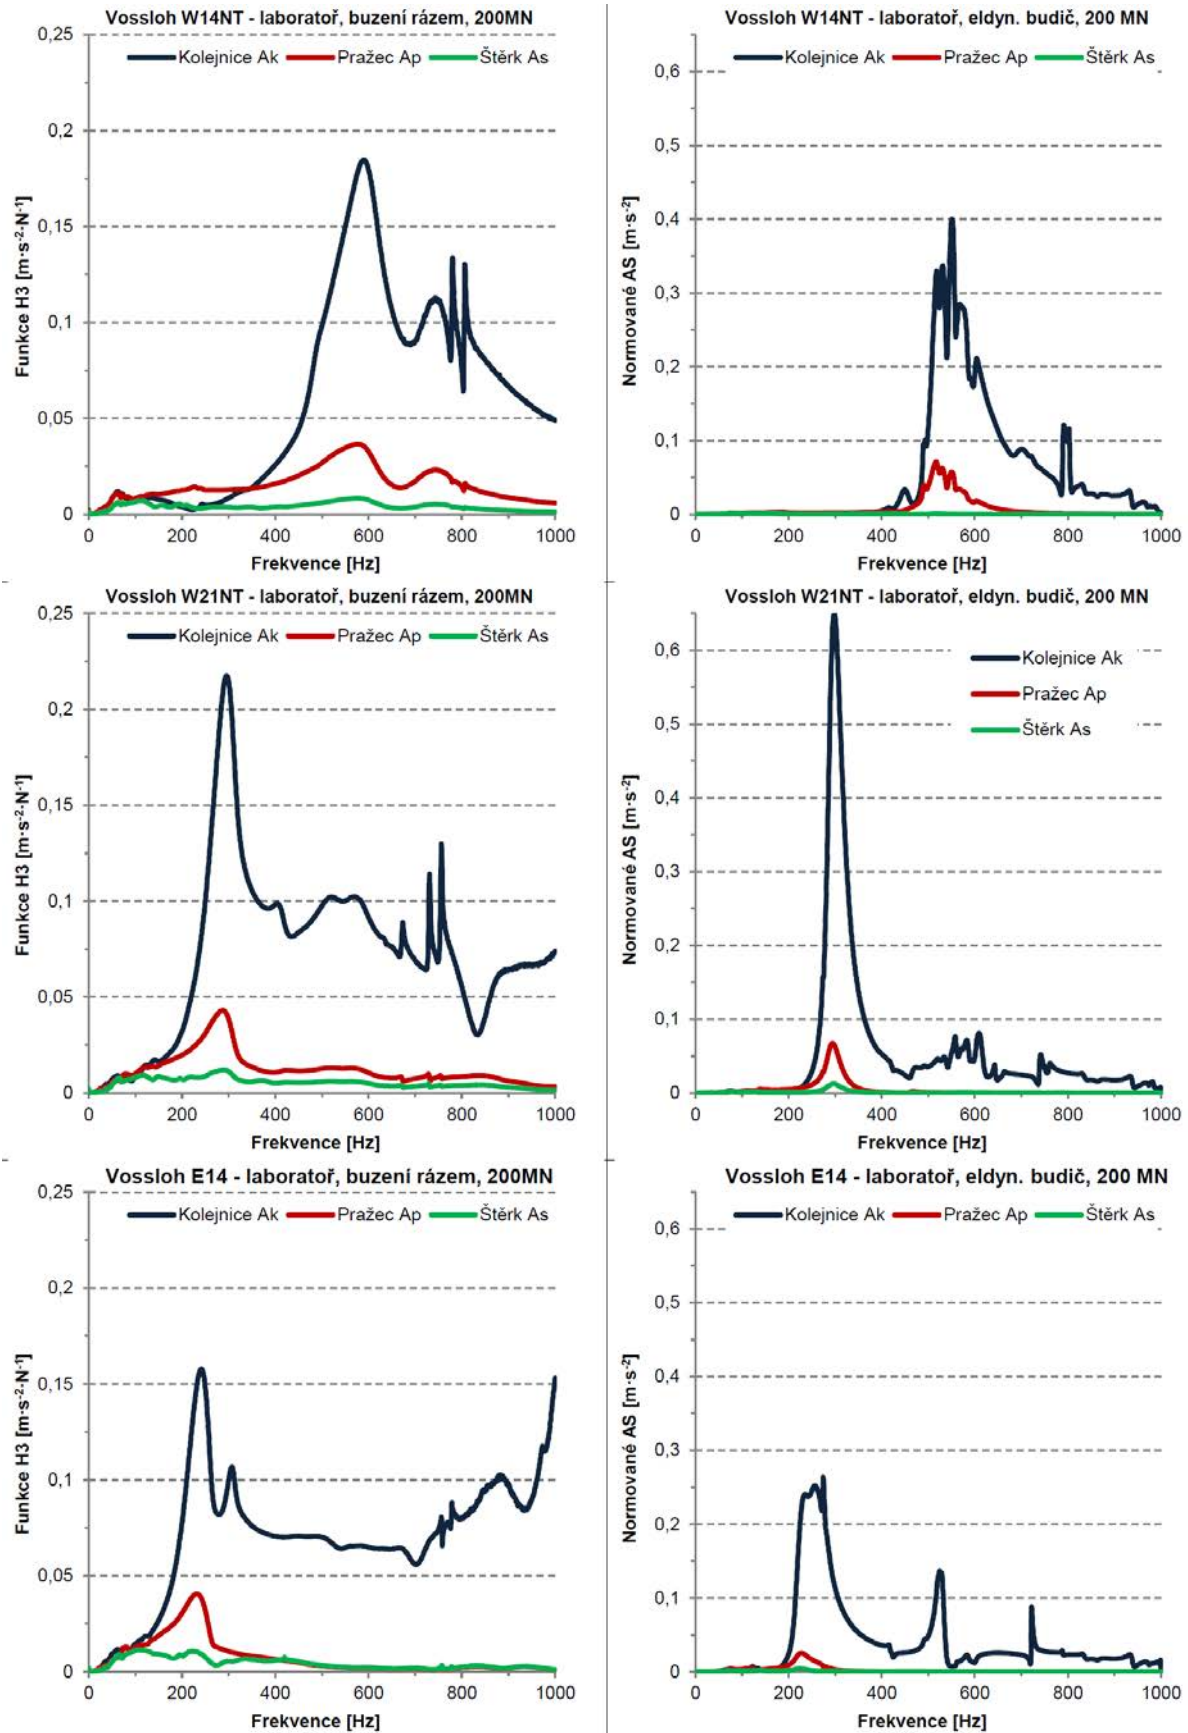 Vossloh W14NT - laboratoř, buzení rázem, 200MN
Kolejnice Ak Pražec Ap Štěrk As
Funkce H3 [m·s-2·N-1]
0,25
0,2
0,15
0,1
0,05
0
0 200 400 600 800 1000
Frekvence [Hz]
Vossloh W14NT - laboratoř, eldyn. budič, 200 MN
Kolejnice Ak Pražec Ap Štěrk As
Normované AS [m·s-2]
0,6
0,5
0,4
0,3
0,2
0,1
0
0 200 400 600 800 1000
Frekvence [Hz]
Vossloh W21NT - laboratoř, buzení rázem, 200MN
Kolejnice Ak Pražec Ap Štěrk As
Funkce H3 [m·s-2·N-1]
0,25
0,2
0,15
0,1
0,05
0
0 200 400 600 800 1000
Frekvence [Hz]
Vossloh W21NT - laboratoř, eldyn. budič, 200 MN
Kolejnice Ak
Pražec Ap
Štěrk As
Normované AS [m·s-2]
0,6
0,5
0,4
0,3
0,2
0,1
0
0 200 400 600 800 1000
Frekvence [Hz]
Vossloh E14 - laboratoř, buzení rázem, 200MN
Kolejnice Ak Pražec Ap Štěrk As
Funkce H3 [m·s-2·N-1]
0,25
0,2
0,15
0,1
0,05
0
0 200 400 600 800 1000
Frekvence [Hz]
Vossloh E14 - laboratoř, eldyn. budič, 200 MN
Kolejnice Ak Pražec Ap Štěrk As
Normované AS [m·s-2]
0,6
0,5
0,4
0,3
0,2
0,1
0
0 200 400 600 800 1000
Frekvence [Hz]